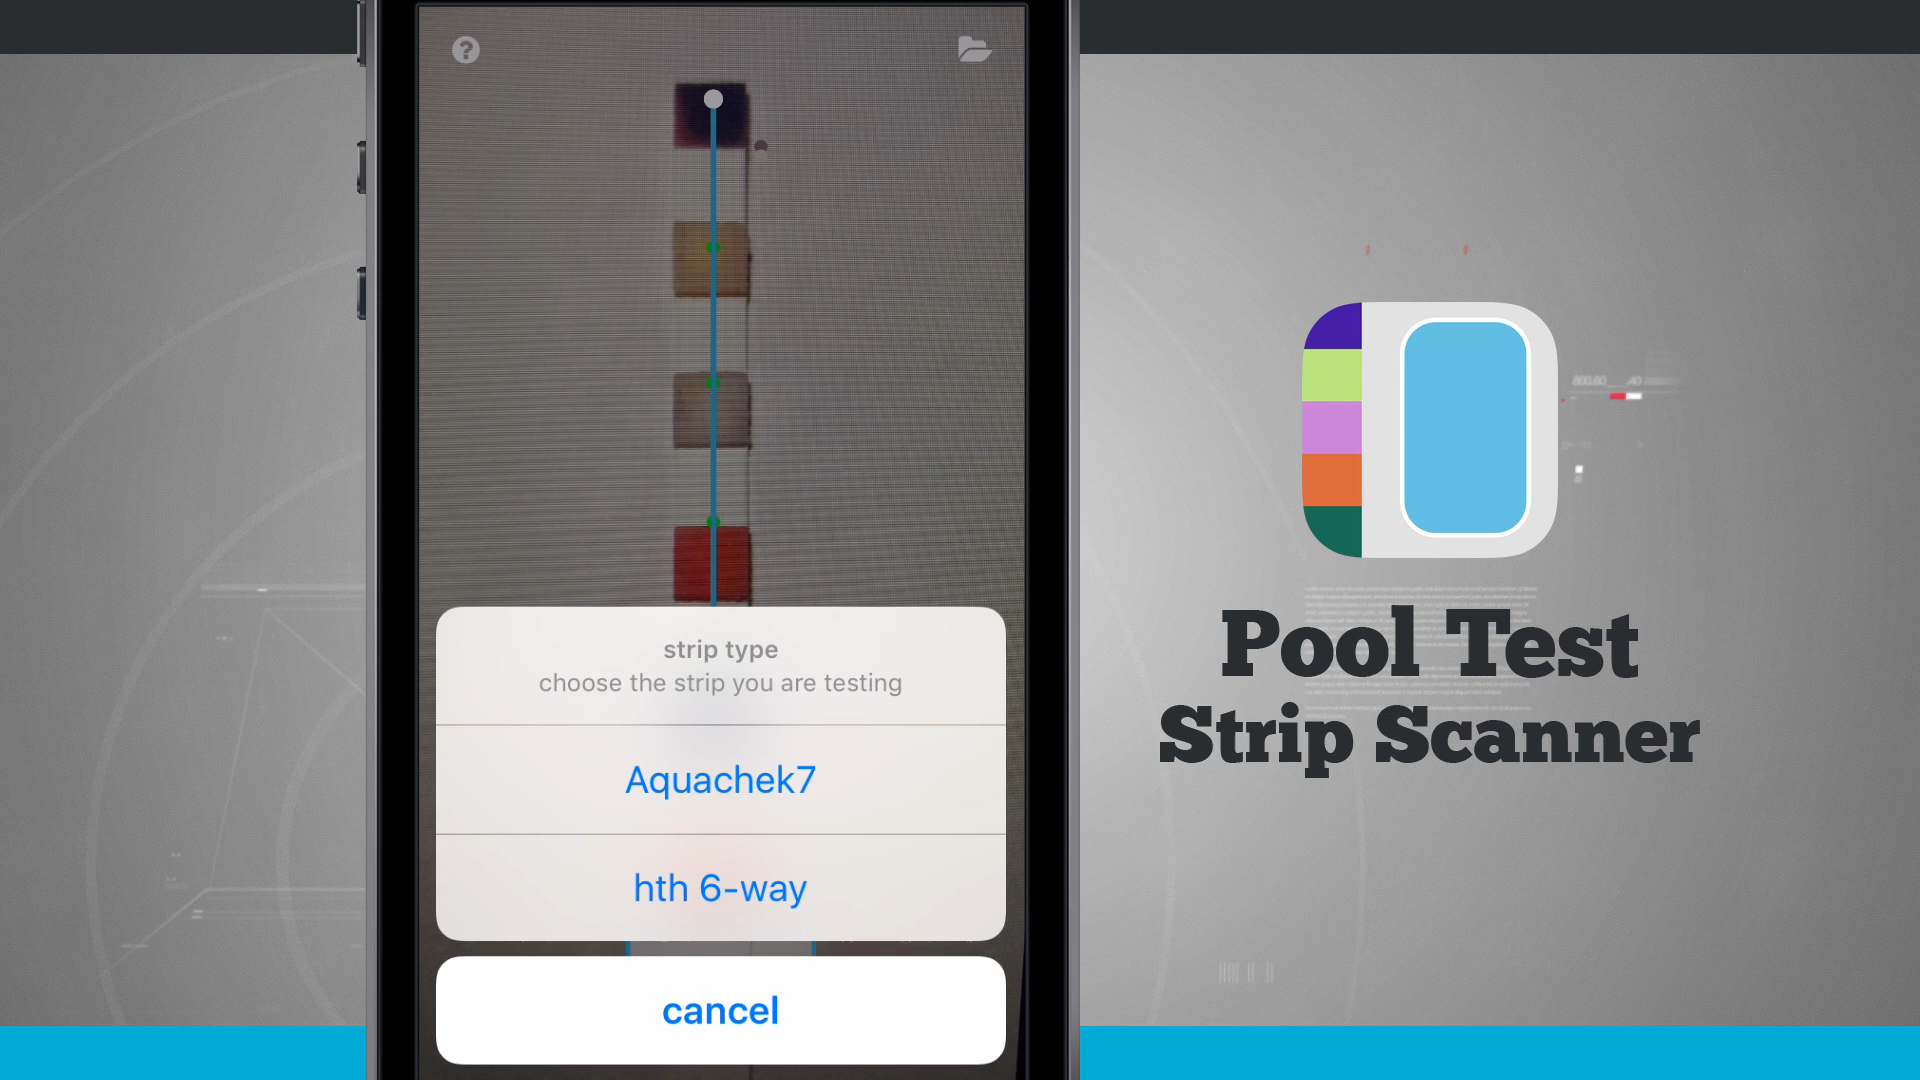 ?
strip type
choose the strip you are testing
Aquachek7
hth 6-way
cancel
Pool Test
Strip Scanner